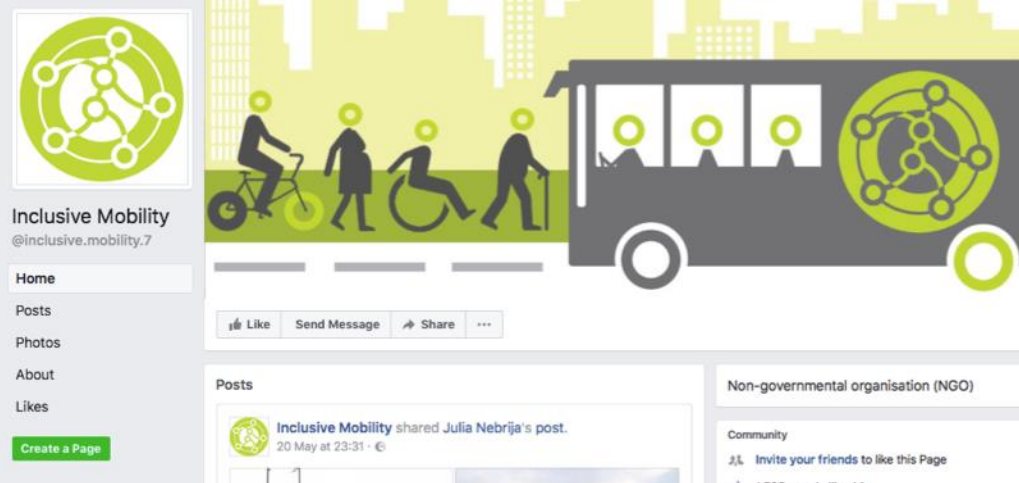 Inclusive Mobility
@inclusive.mobility.7
Home
Posts
Photos
About
Likes
Create a Page
Like Send Message Share ...
Posts
Inclusive Mobility shared Julia Nebrija's post.
20 May at 23:31 ·
Non-governmental organisation (NGO)
Community
Invite your friends to like this Page